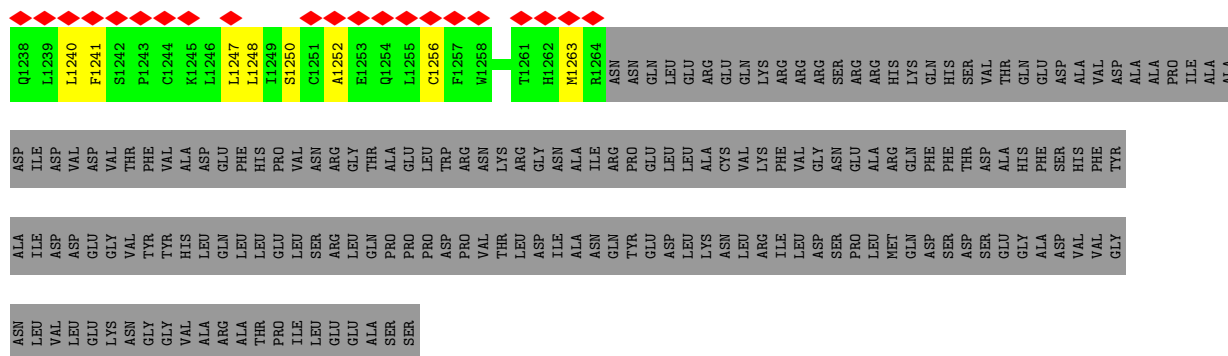 Q1238 L1239 L1240 F1241 S1242 P1243 C1244 K1245 L1246 L1247 L1248 I1249 S1250 C1251 A1252 E1253 Q1254 L1255 C1256 F1257 W1258 T1261 H1262 M1263 R1264 ASN ASN GLN LEU GLU ARG GLU GLN LYS ARG ARG ARG SER ARG ARG HIS LYS GLN HIS SER VAL THR GLN GLU ASP ALA VAL ASP ALA ALA PRO ILE ALA ALA
ASP ILE ASP VAL ASP VAL THR PHE VAL ALA ASP GLU PHE HIS PRO VAL ASN ARG GLY THR ALA GLU LEU TRP ARG ASN LYS ARG GLY ASN ALA ILE ARG PRO GLU LEU LEU ALA CYS VAL LYS PHE VAL GLY ASN GLU ALA ARG GLN PHE PHE THR ASP ALA HIS PHE SER HIS PHE TYR
ALA ILE ASP ASP GLU GLY VAL TYR TYR HIS LEU GLN LEU LEU GLU LEU SER ARG LEU GLN PRO PRO PRO ASP PRO VAL THR LEU ASP ILE ALA ASN GLN TYR GLU ASP LEU LYS ASN LEU ARG ILE LEU ASP SER PRO LEU MET GLN ASP SER ASP SER GLU GLY ALA ASP VAL VAL GLY
ASN LEU VAL LEU GLU LYS ASN GLY GLY VAL ALA ARG ALA THR PRO ILE LEU GLU GLU ALA SER SER